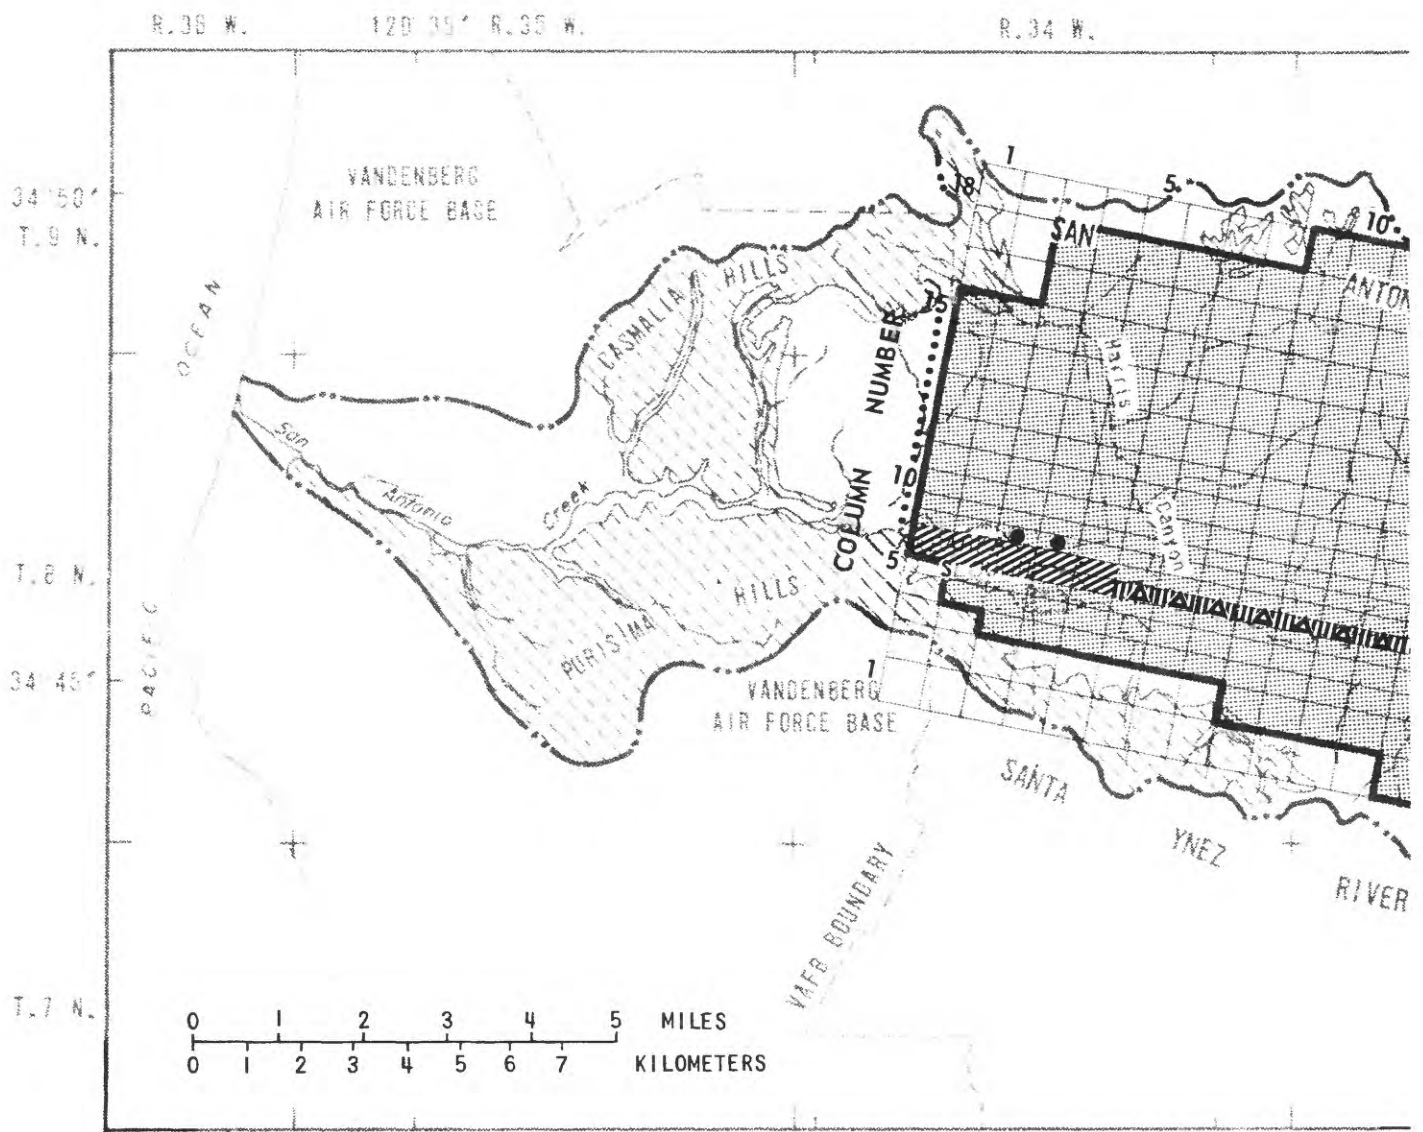 R.36 W.
120 35' R.35 W.
R.34 W.
34 50'
T.9 N.
VANDENBERG
AIR FORCE BASE
1
18
5
10
SAN
ANTON
CASMALIA
HILLS
15
COLUMN NUMBER
10
5
1
Harris
Canyon
PACIFIC
OCEAN
San
Antonio
Creek
PURISIMA
HILLS
T.8 N.
34 45'
VANDENBERG
AIR FORCE BASE
SANTA
YNEZ
RIVER
VAFB BOUNDARY
T.7 N.
0 1 2 3 4 5 MILES
0 1 2 3 4 5 6 7 KILOMETERS